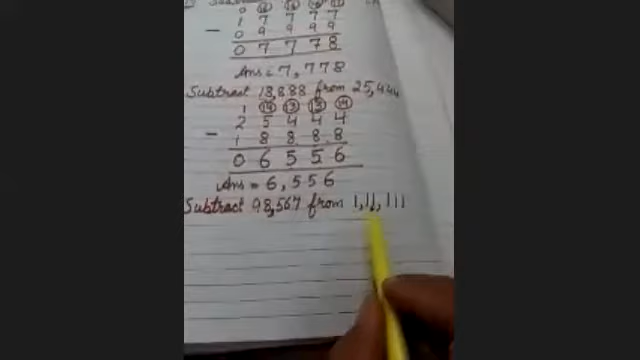 0 7 7 7 7
1 9 9 9 9
- 0 7 7 7 8
Ans = 7,778
Subtract 18,888 from 25,444
1 14 13 13 14
2 5 4 4 4
- 1 8 8 8 8
0 6 5 5 6
Ans = 6,556
Subtract 98,567 from 1,11,111